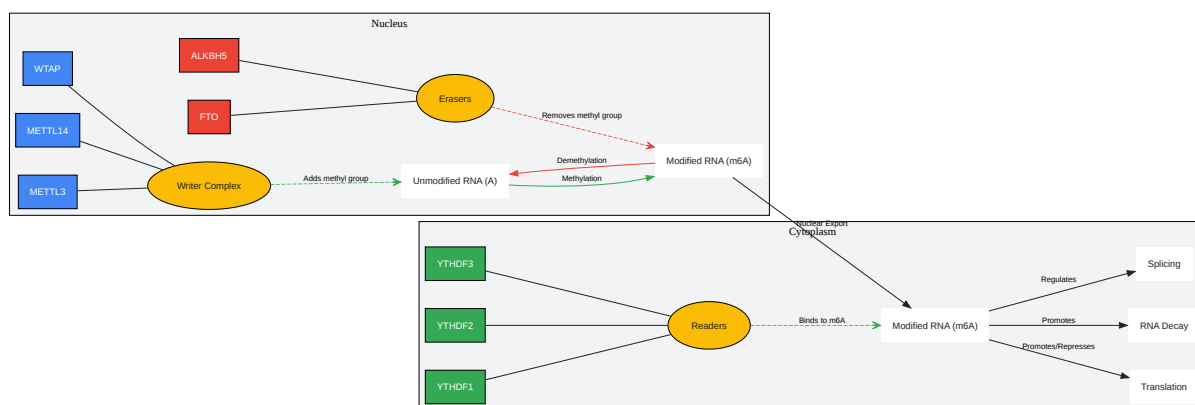 Nucleus
ALKBH5
WTAP
Erasers
FTO
Removes methyl group
METTL14
Demethylation
Modified RNA (m6A)
Adds methyl group
Unmodified RNA (A)
Methylation
METTL3
Writer Complex
Nuclear Export
Cytoplasm
YTHDF3
Regulates
Splicing
YTHDF2
Readers
Binds to m6A
Modified RNA (m6A)
Promotes
RNA Decay
Promotes/Represses
YTHDF1
Translation